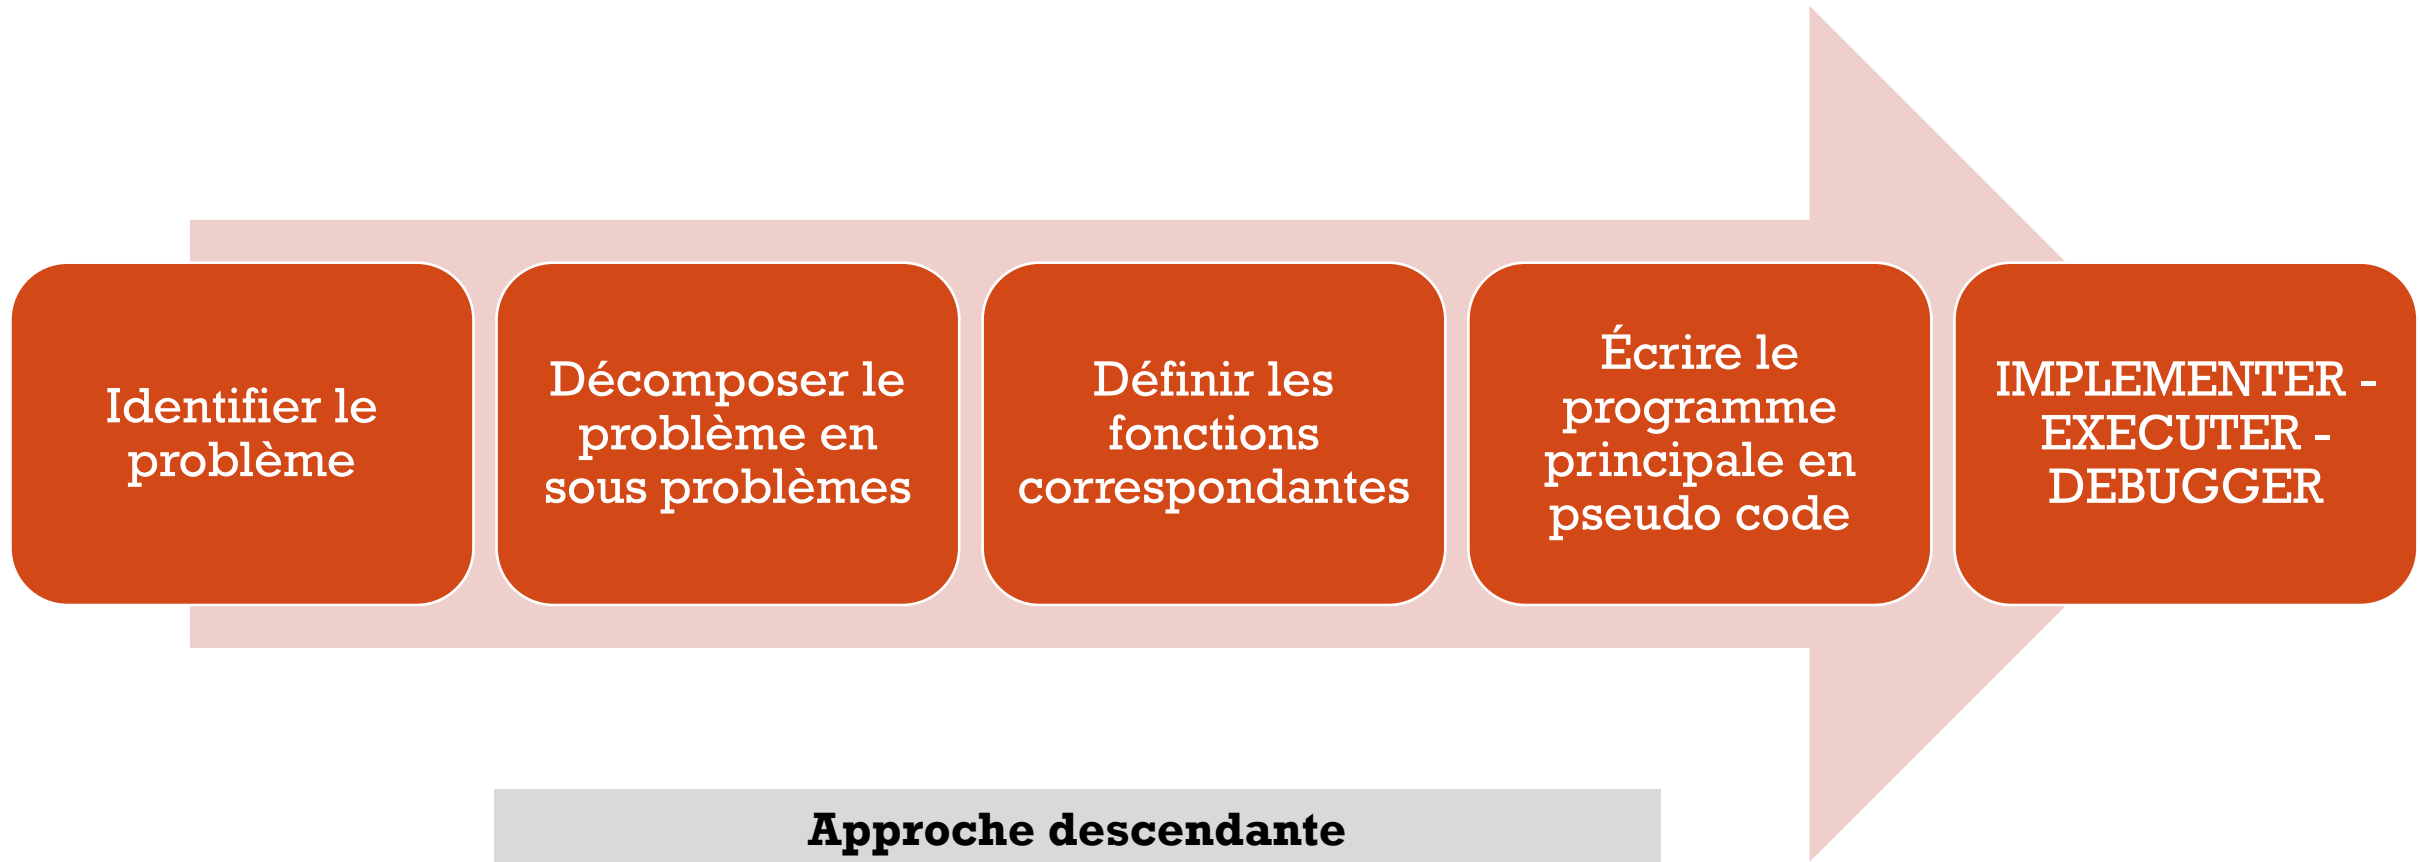 Identifier le
problème
Décomposer le
problème en
sous problèmes
Définir les
fonctions
correspondantes
Écrire le
programme
principale en
pseudo code
IMPLEMENTER -
EXECUTER -
DEBUGGER
Approche descendante